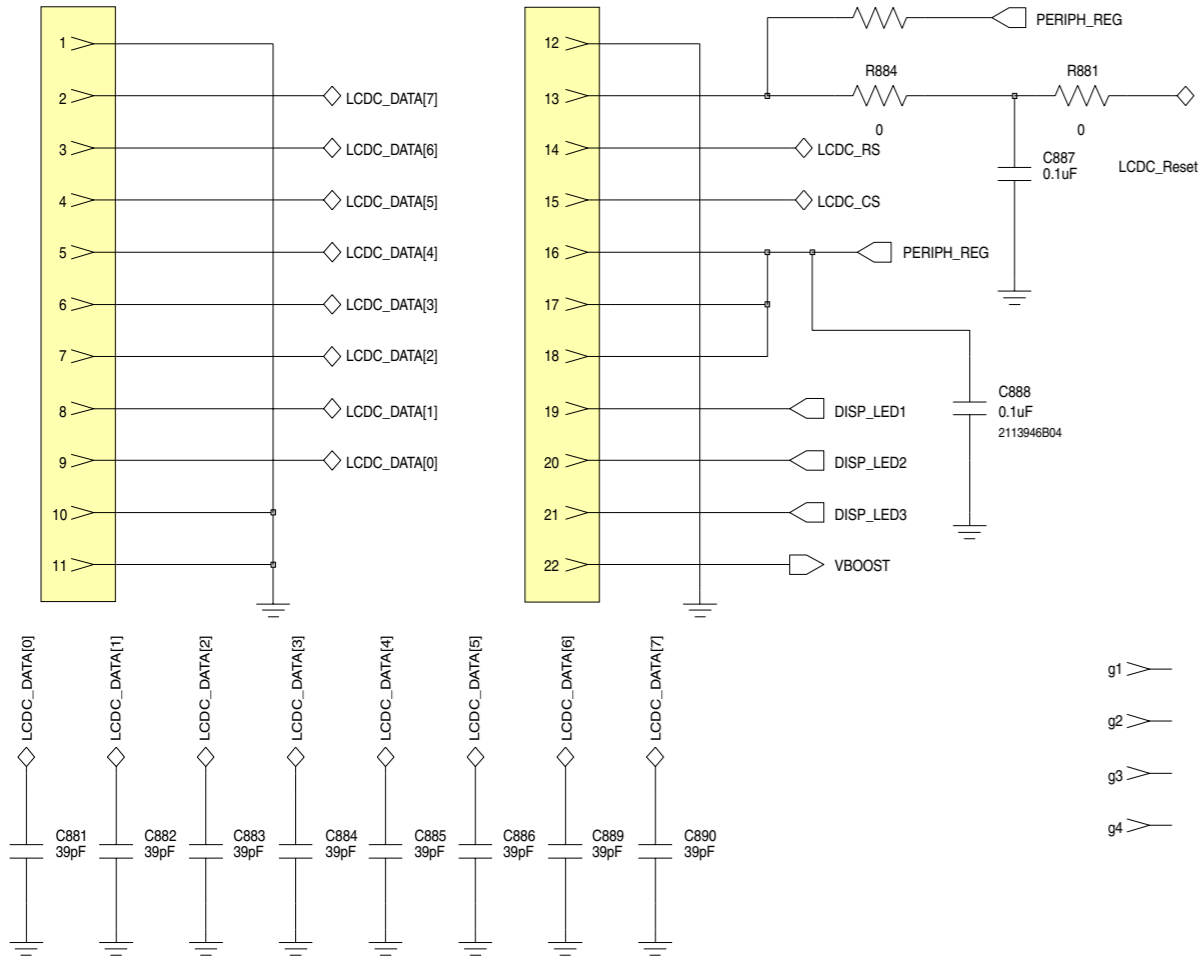 1
2
3
4
5
6
7
8
9
10
11
LCDC_DATA[7]
LCDC_DATA[6]
LCDC_DATA[5]
LCDC_DATA[4]
LCDC_DATA[3]
LCDC_DATA[2]
LCDC_DATA[1]
LCDC_DATA[0]
12
13
14
15
16
17
18
19
20
21
22
PERIPH_REG
R884
0
R881
0
C887
0.1uF
LCDC_Reset
LCDC_RS
LCDC_CS
PERIPH_REG
C888
0.1uF
2113946B04
DISP_LED1
DISP_LED2
DISP_LED3
VBOOST
LCDC_DATA[0]
LCDC_DATA[1]
LCDC_DATA[2]
LCDC_DATA[3]
LCDC_DATA[4]
LCDC_DATA[5]
LCDC_DATA[6]
LCDC_DATA[7]
C881
39pF
C882
39pF
C883
39pF
C884
39pF
C885
39pF
C886
39pF
C889
39pF
C890
39pF
g1
g2
g3
g4